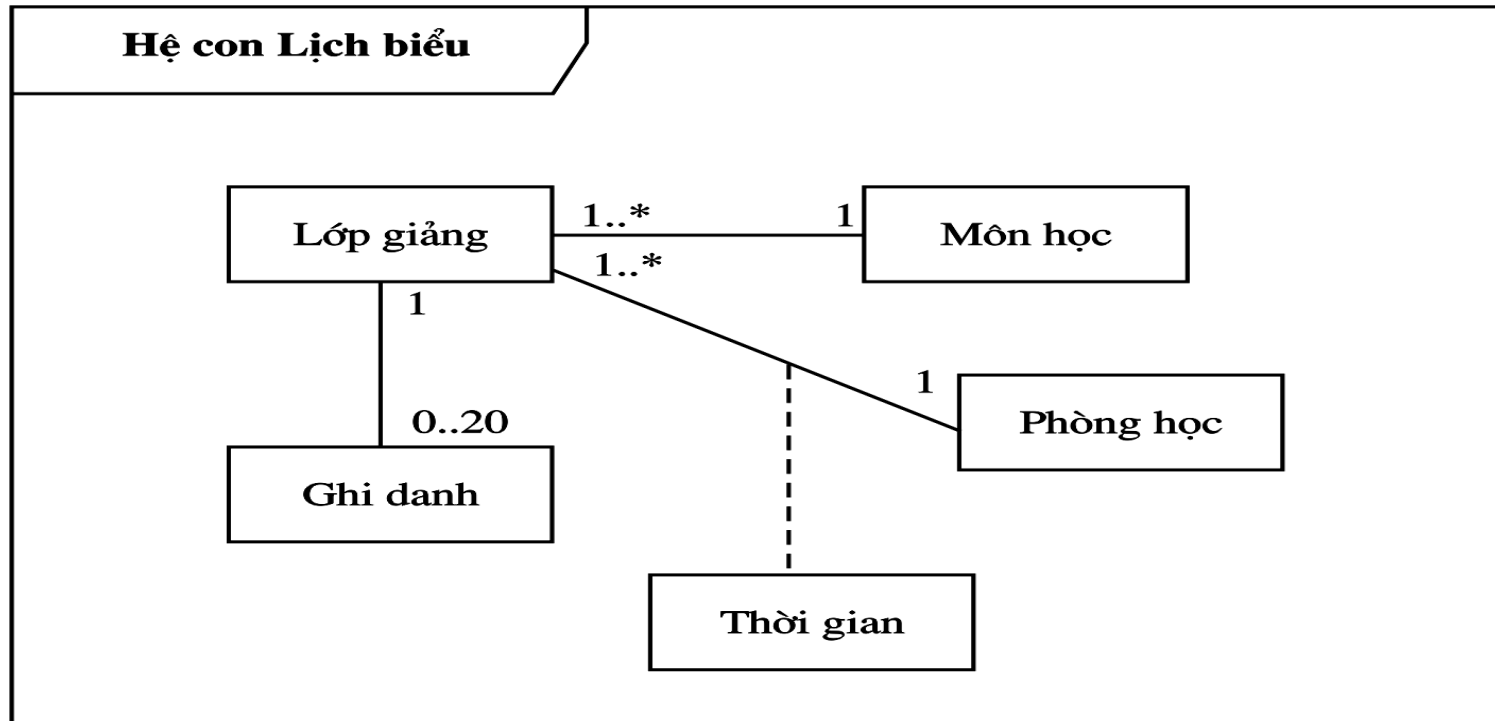 Hệ con Lịch biểu
Lớp giảng
1..*
1
Môn học
1..*
1
1
Phòng học
0..20
Ghi danh
Thời gian